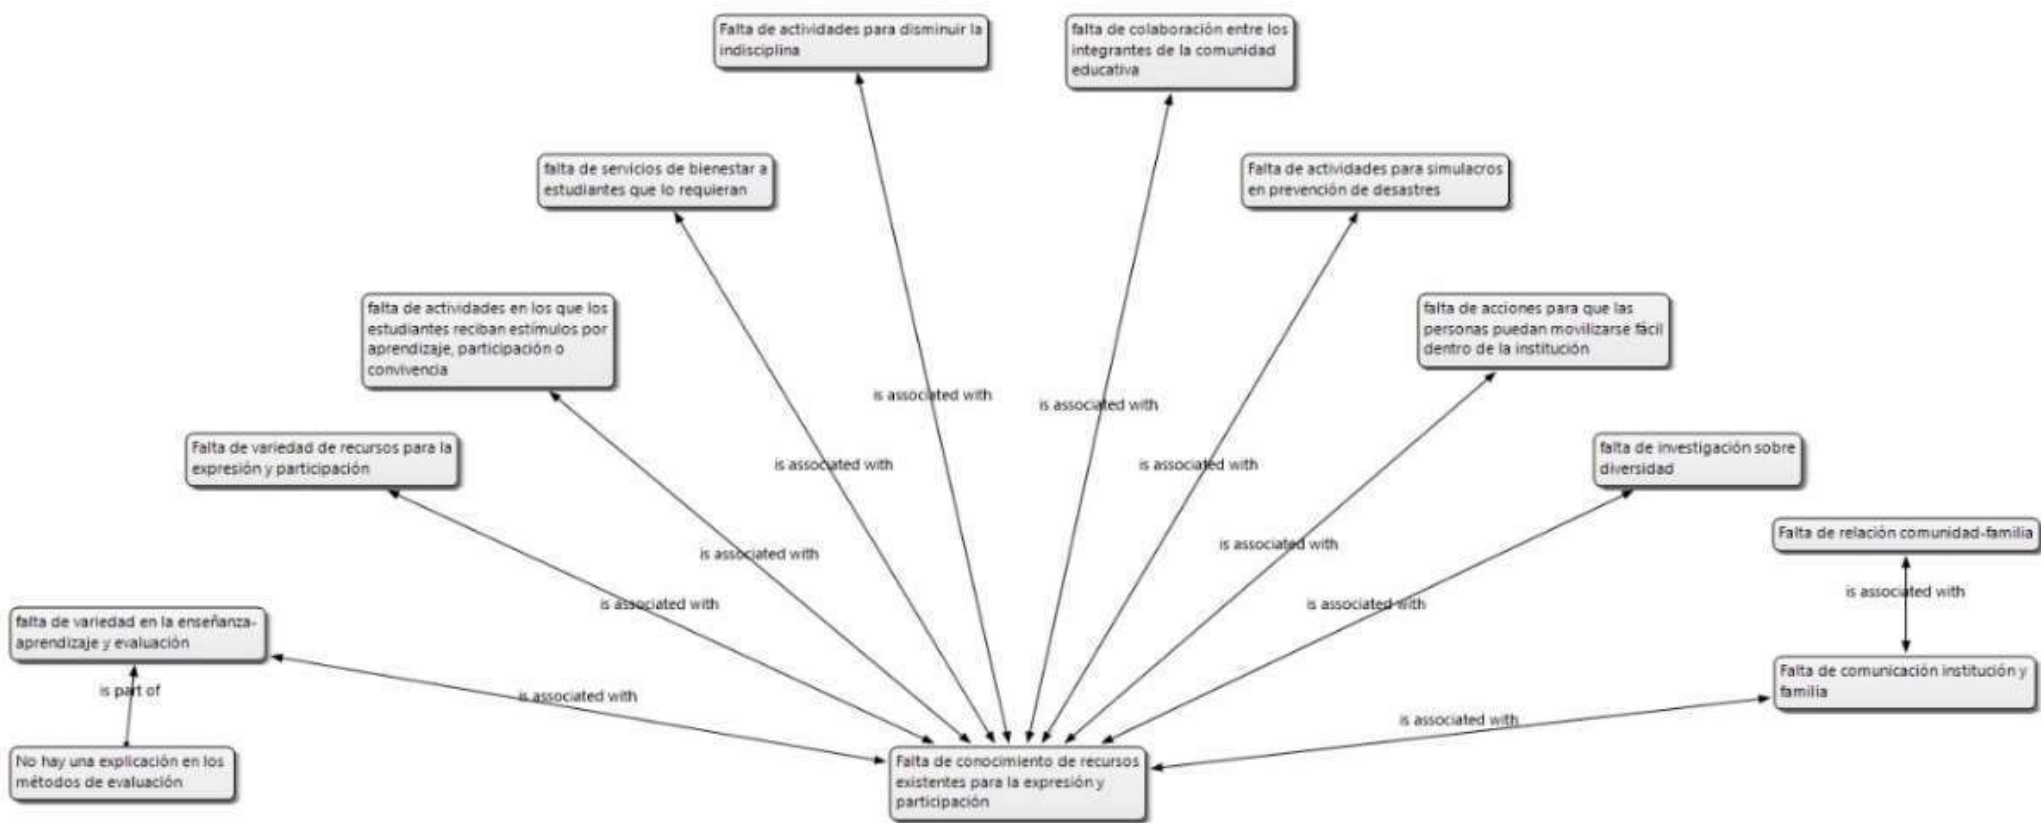 Falta de actividades para disminuir la
indisciplina
falta de colaboración entre los
integrantes de la comunidad
educativa
falta de servicios de bienestar a
estudiantes que lo requieran
Falta de actividades para simulacros
en prevención de desastres
falta de actividades en los que los
estudiantes reciban estímulos por
aprendizaje, participación o
convivencia
falta de acciones para que las
personas puedan movilizarse fácil
dentro de la institución
is associated with
is associated with
Falta de variedad de recursos para la
expresión y participación
is associated with
is associated with
falta de investigación sobre
diversidad
Falta de relación comunidad-familia
is associated with
is associated with
is associated with
is associated with
is associated with
is associated with
falta de variedad en la enseñanza-
aprendizaje y evaluación
is part of
is associated with
Falta de comunicación institución y
familia
is associated with
No hay una explicación en los
métodos de evaluación
Falta de conocimiento de recursos
existentes para la expresión y
participación